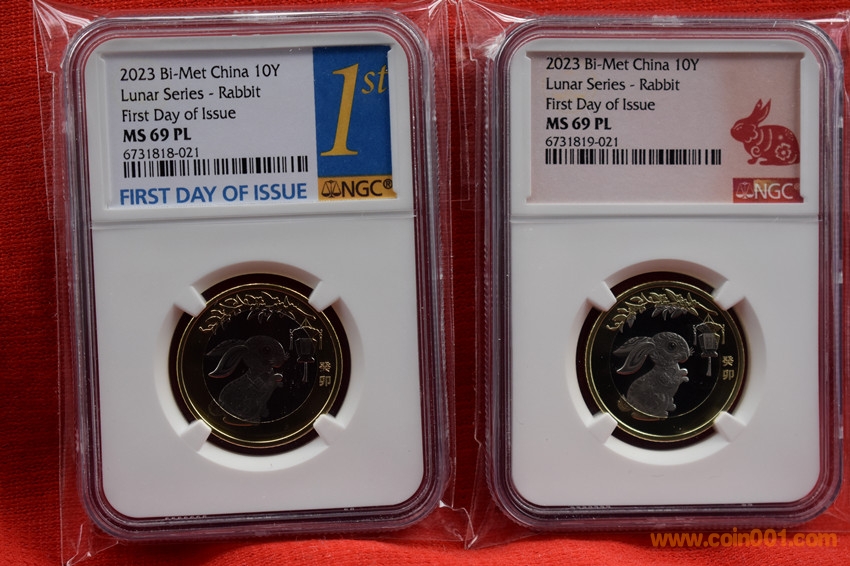 2023 Bi-Met China 10Y
Lunar Series - Rabbit
First Day of Issue
MS 69 PL
6731818-021
FIRST DAY OF ISSUE
1st
NGC®
癸
卯
2023 Bi-Met China 10Y
Lunar Series - Rabbit
First Day of Issue
MS 69 PL
6731819-021
NGC
癸
卯
www.coin001.com